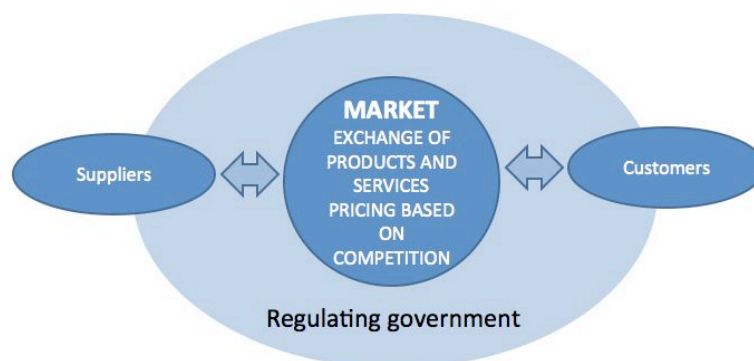 MARKET
EXCHANGE OF
PRODUCTS AND
SERVICES
PRICING BASED
ON
COMPETITION
Suppliers
Customers
Regulating government